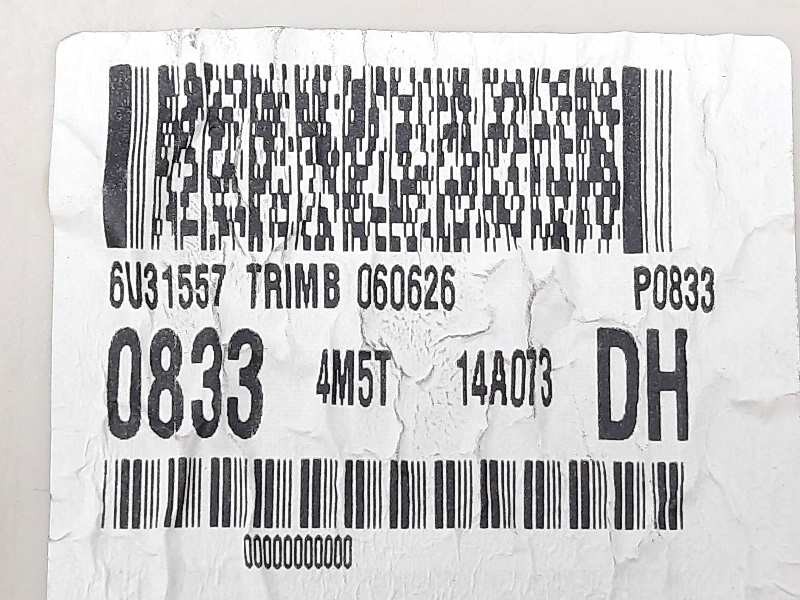 6U31557 TRIMB 060626 P0833
0833 4M5T 14A073 DH
00000000000